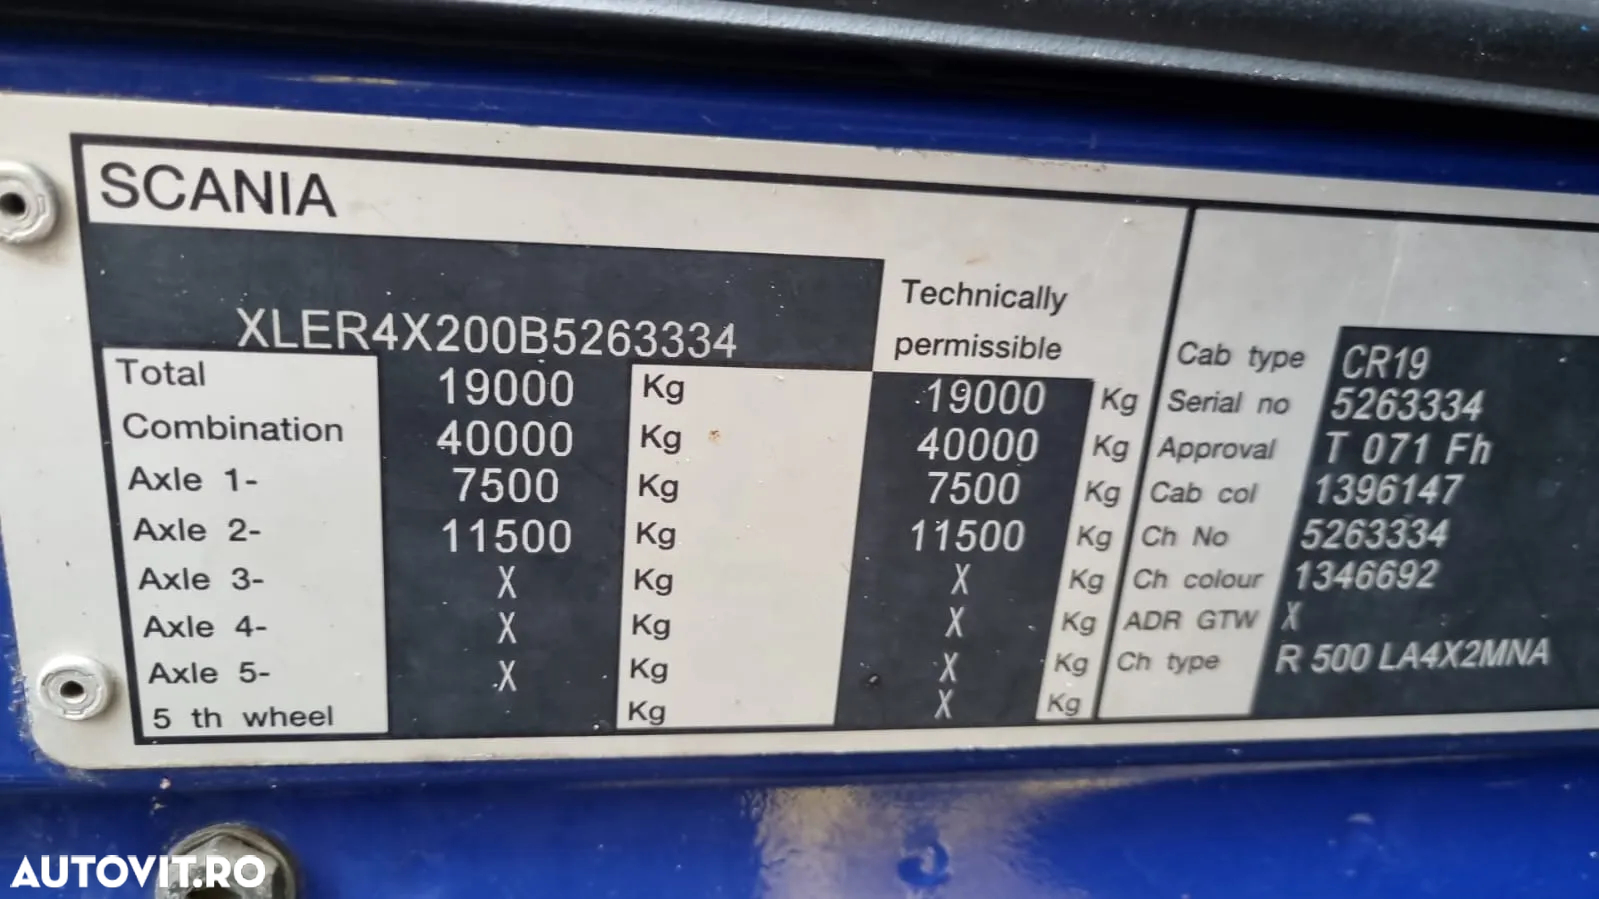 SCANIA
XLER4X200B5263334
Technically
permissible
Total 19000 Kg 19000 Kg
Combination 40000 Kg 40000 Kg
Axle 1- 7500 Kg 7500 Kg
Axle 2- 11500 Kg 11500 Kg
Axle 3- X Kg X Kg
Axle 4- X Kg X Kg
Axle 5- X Kg X Kg
5 th wheel Kg X Kg
Cab type CR19
Serial no 5263334
Approval T 071 Fh
Cab col 1396147
Ch No 5263334
Ch colour 1346692
ADR GTW X
Ch type R 500 LA4X2MNA
AUTOVIT.RO